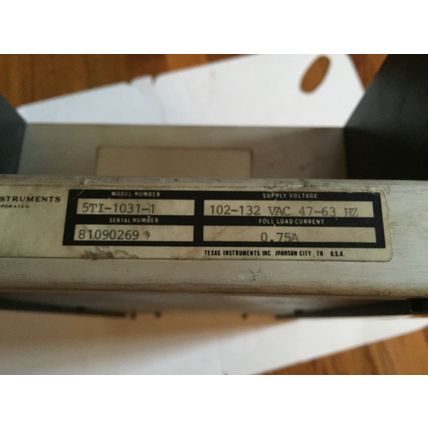 STRUMENTS
MODEL NUMBER
5TI-1031-1
SERIAL NUMBER
81090269
SUPPLY VOLTAGE
102-132 VAC 47-63 HZ
FULL LOAD CURRENT
0.75A
TEXAS INSTRUMENTS INC. JOHNSON CITY, TN U.S.A.